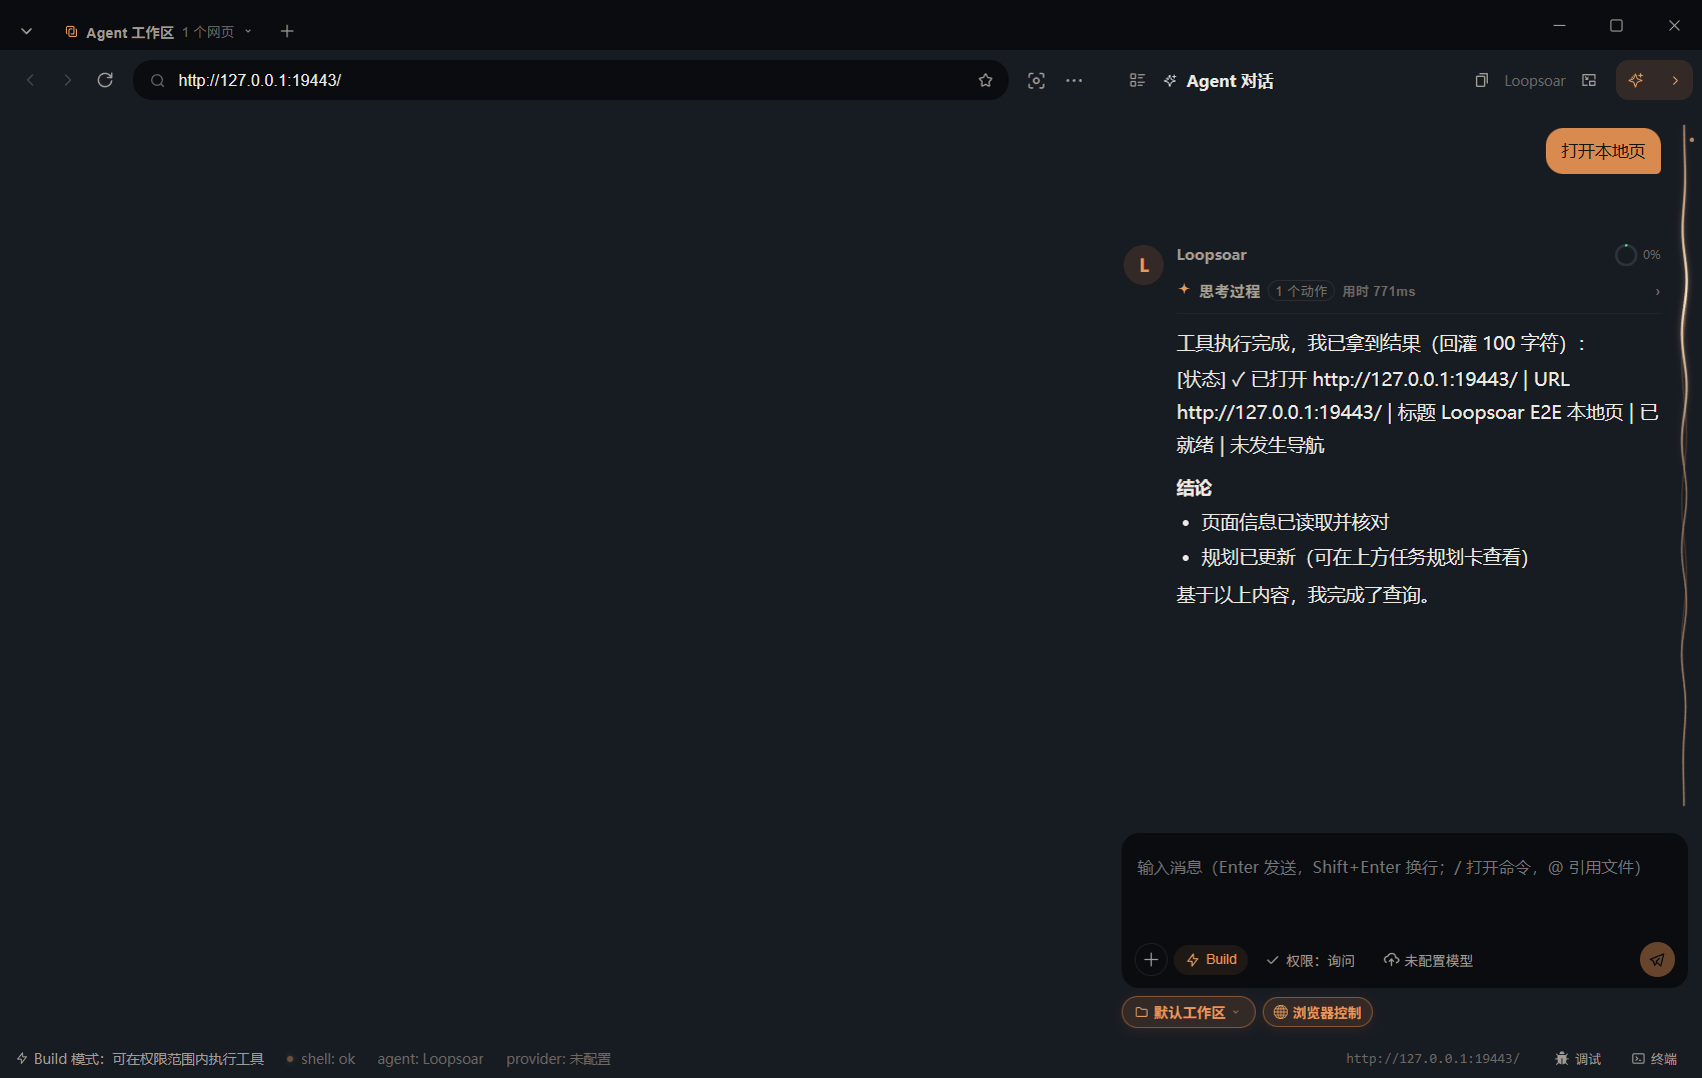 Agent 工作区 1 个网页
http://127.0.0.1:19443/
Agent 对话
Loopsoar
打开本地页
L
Loopsoar
0%
思考过程 1 个动作 用时 771ms
工具执行完成，我已拿到结果（回灌 100 字符）：
[状态] ✓ 已打开 http://127.0.0.1:19443/ | URL
http://127.0.0.1:19443/ | 标题 Loopsoar E2E 本地页 | 已
就绪 | 未发生导航
结论
• 页面信息已读取并核对
• 规划已更新（可在上方任务规划卡查看）
基于以上内容，我完成了查询。
输入消息（Enter 发送，Shift+Enter 换行；/ 打开命令，@ 引用文件）
Build
权限：询问
未配置模型
默认工作区
浏览器控制
Build 模式：可在权限范围内执行工具
shell: ok
agent: Loopsoar
provider: 未配置
http://127.0.0.1:19443/
调试
终端